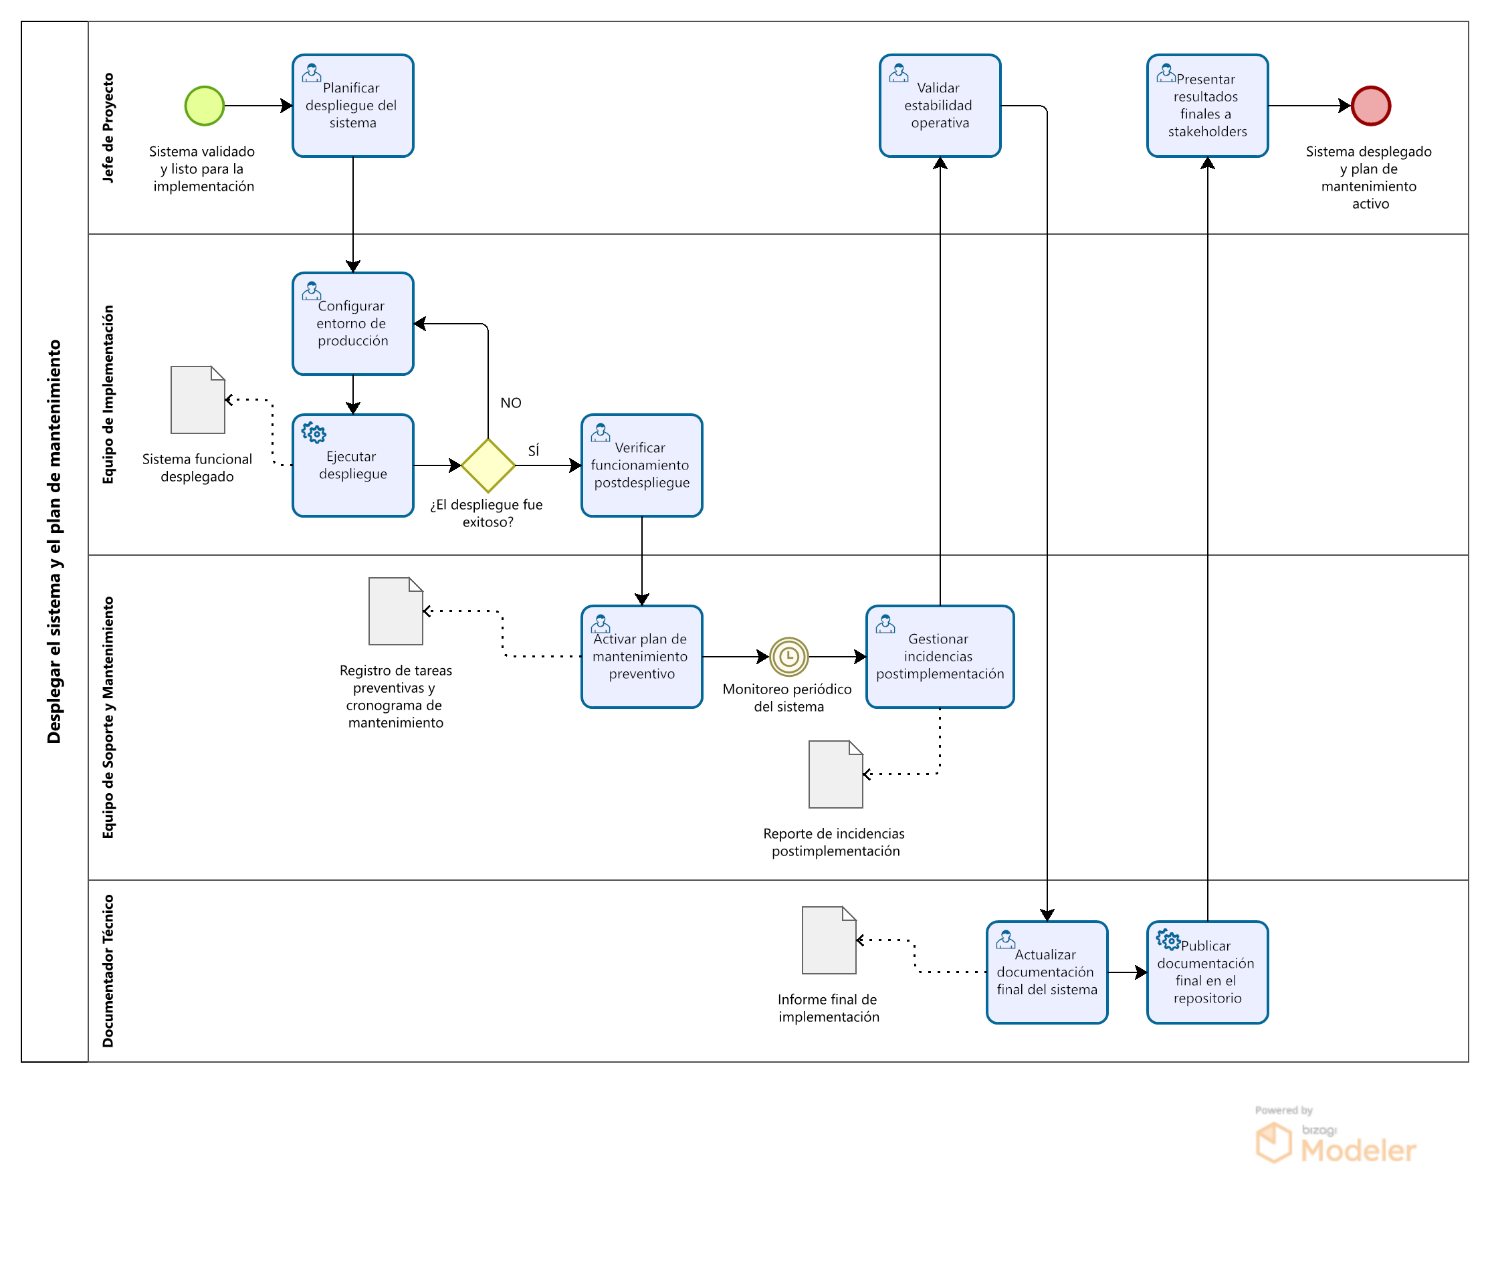 Desplegar el sistema y el plan de mantenimiento
Jefe de Proyecto
Sistema validado
y listo para la
implementación
Planificar
despliegue del
sistema
Validar
estabilidad
operativa
Presentar
resultados
finales a
stakeholders
Sistema desplegado
y plan de
mantenimiento
activo
Equipo de Implementación
Configurar
entorno de
producción
Sistema funcional
desplegado
Ejecutar
despliegue
NO
SÍ
¿El despliegue fue
exitoso?
Verificar
funcionamiento
postdespliegue
Equipo de Soporte y Mantenimiento
Registro de tareas
preventivas y
cronograma de
mantenimiento
Activar plan de
mantenimiento
preventivo
Monitoreo periódico
del sistema
Gestionar
incidencias
postimplementación
Reporte de incidencias
postimplementación
Documentador Técnico
Informe final de
implementación
Actualizar
documentación
final del sistema
Publicar
documentación
final en el
repositorio
Powered by
bizagi
Modeler